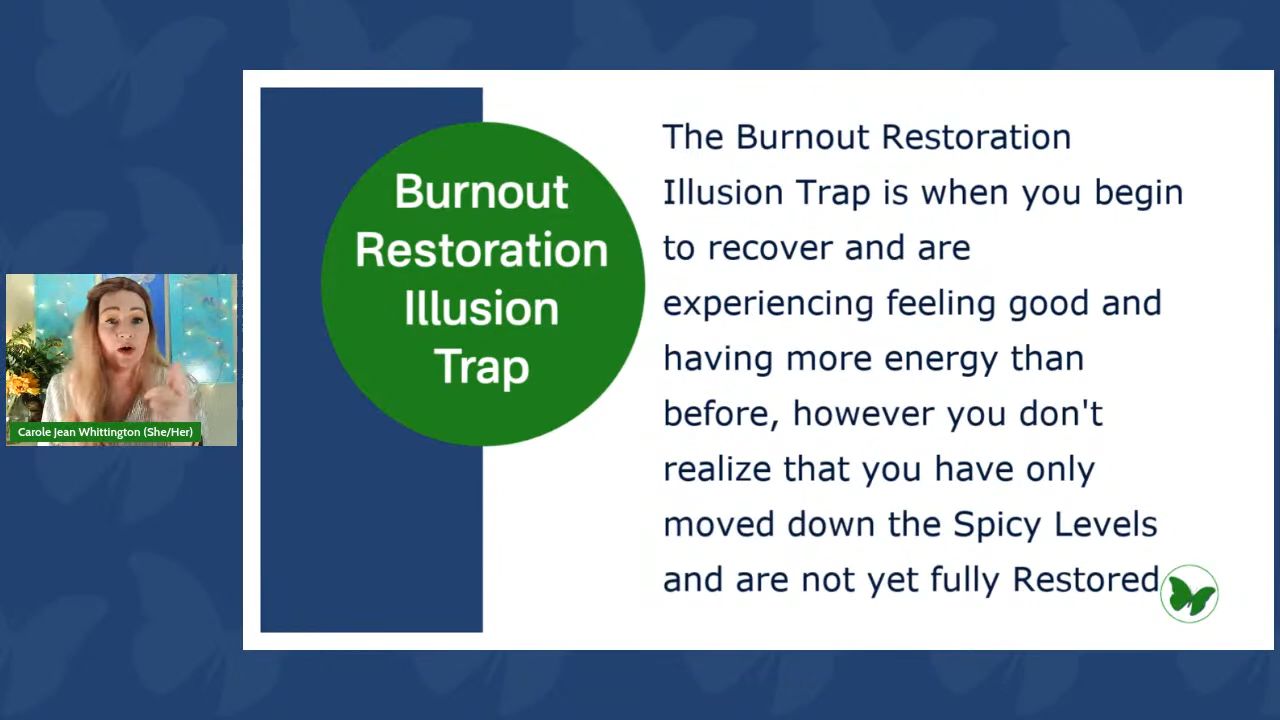 Burnout
Restoration
Illusion
Trap
The Burnout Restoration
Illusion Trap is when you begin
to recover and are
experiencing feeling good and
having more energy than
before, however you don't
realize that you have only
moved down the Spicy Levels
and are not yet fully Restored
Carole Jean Whittington (She/Her)